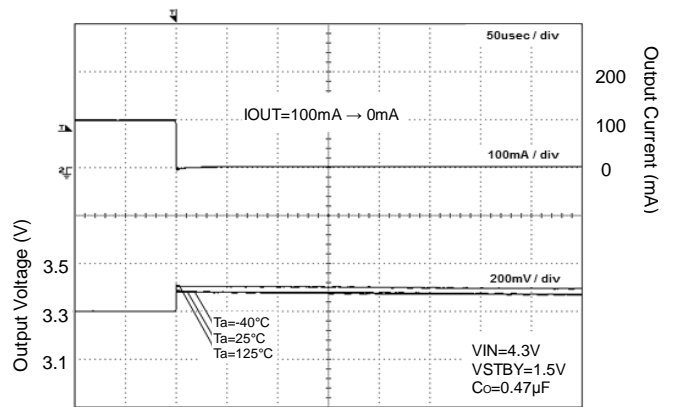 50usec / div
200
IOUT=100mA → 0mA
100
100mA / div
0
Output Current (mA)
Output Voltage (V)
3.5
200mV / div
3.3
Ta=-40°C
Ta=25°C
Ta=125°C
3.1
VIN=4.3V
VSTBY=1.5V
Co=0.47µF